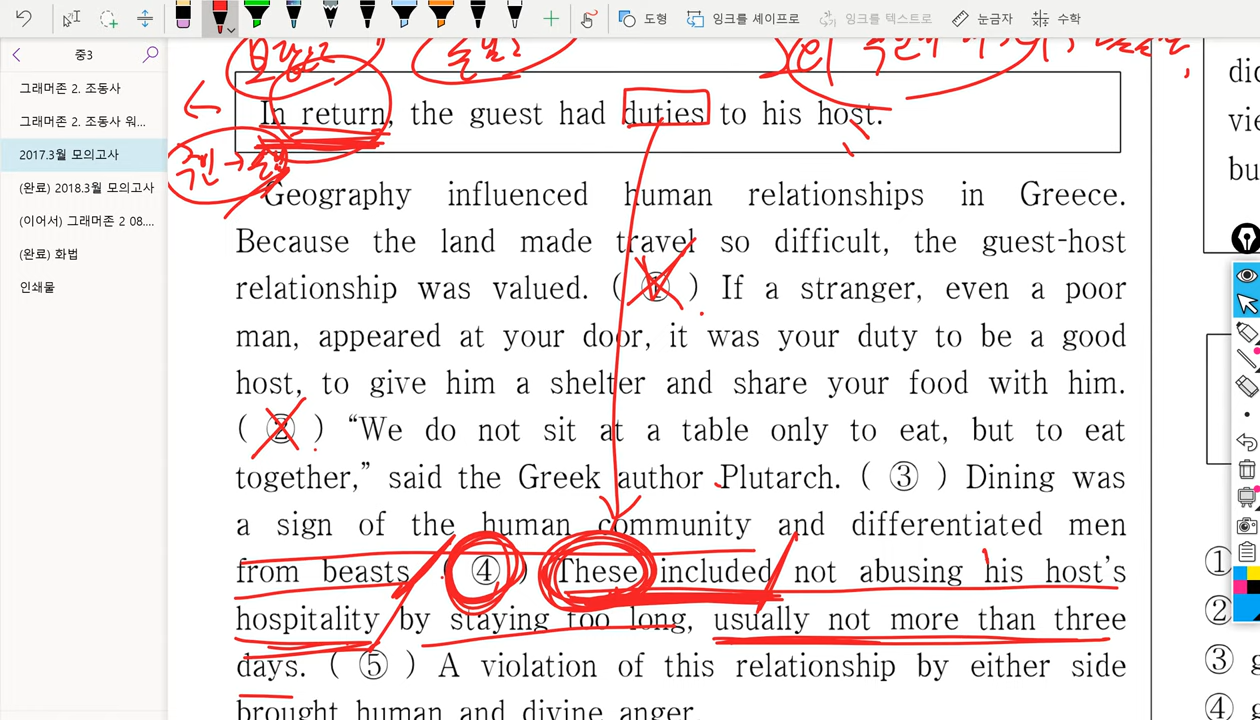 도형
잉크를 셰이프로
잉크를 텍스트로
눈금자
수학
중3
그래머존 2. 조동사
그래머존 2. 조동사 워...
2017.3월 모의고사
(완료) 2018.3월 모의고사
(이어서) 그래머존 2 08....
(완료) 화법
인쇄물
In return, the guest had duties to his host.
Geography influenced human relationships in Greece.
Because the land made travel so difficult, the guest-host
relationship was valued. ( ① ) If a stranger, even a poor
man, appeared at your door, it was your duty to be a good
host, to give him a shelter and share your food with him.
( ② ) “We do not sit at a table only to eat, but to eat
together,” said the Greek author Plutarch. ( ③ ) Dining was
a sign of the human community and differentiated men
from beasts. ( ④ ) These included not abusing his host’s
hospitality by staying too long, usually not more than three
days. ( ⑤ ) A violation of this relationship by either side
brought human and divine anger.
dic
vie
bu
①
②
③ g
④ g